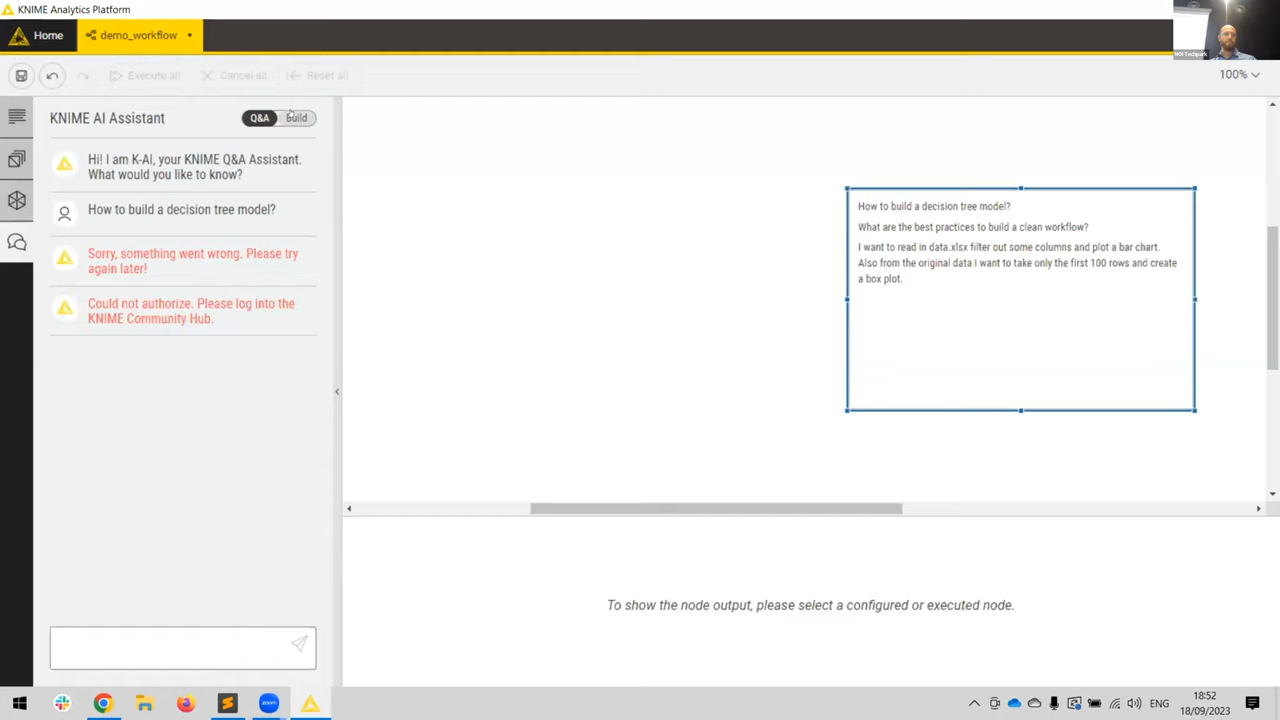 KNIME Analytics Platform
Home
demo_workflow
Execute all
Cancel all
Reset all
100%
NOI Techpark
KNIME AI Assistant
Q&A
Build
Hi! I am K-AI, your KNIME Q&A Assistant.
What would you like to know?
How to build a decision tree model?
Sorry, something went wrong. Please try
again later!
Could not authorize. Please log into the
KNIME Community Hub.
How to build a decision tree model?
What are the best practices to build a clean workflow?
I want to read in data.xlsx filter out some columns and plot a bar chart.
Also from the original data I want to take only the first 100 rows and create
a box plot.
To show the node output, please select a configured or executed node.
zoom
ENG
18:52
18/09/2023